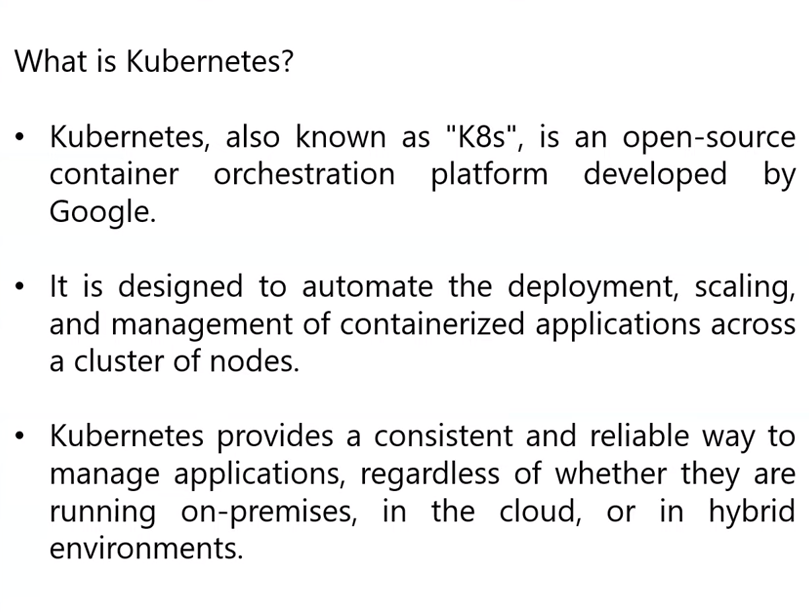 What is Kubernetes?
• Kubernetes, also known as "K8s", is an open-source
container orchestration platform developed by
Google.
• It is designed to automate the deployment, scaling,
and management of containerized applications across
a cluster of nodes.
• Kubernetes provides a consistent and reliable way to
manage applications, regardless of whether they are
running on-premises, in the cloud, or in hybrid
environments.